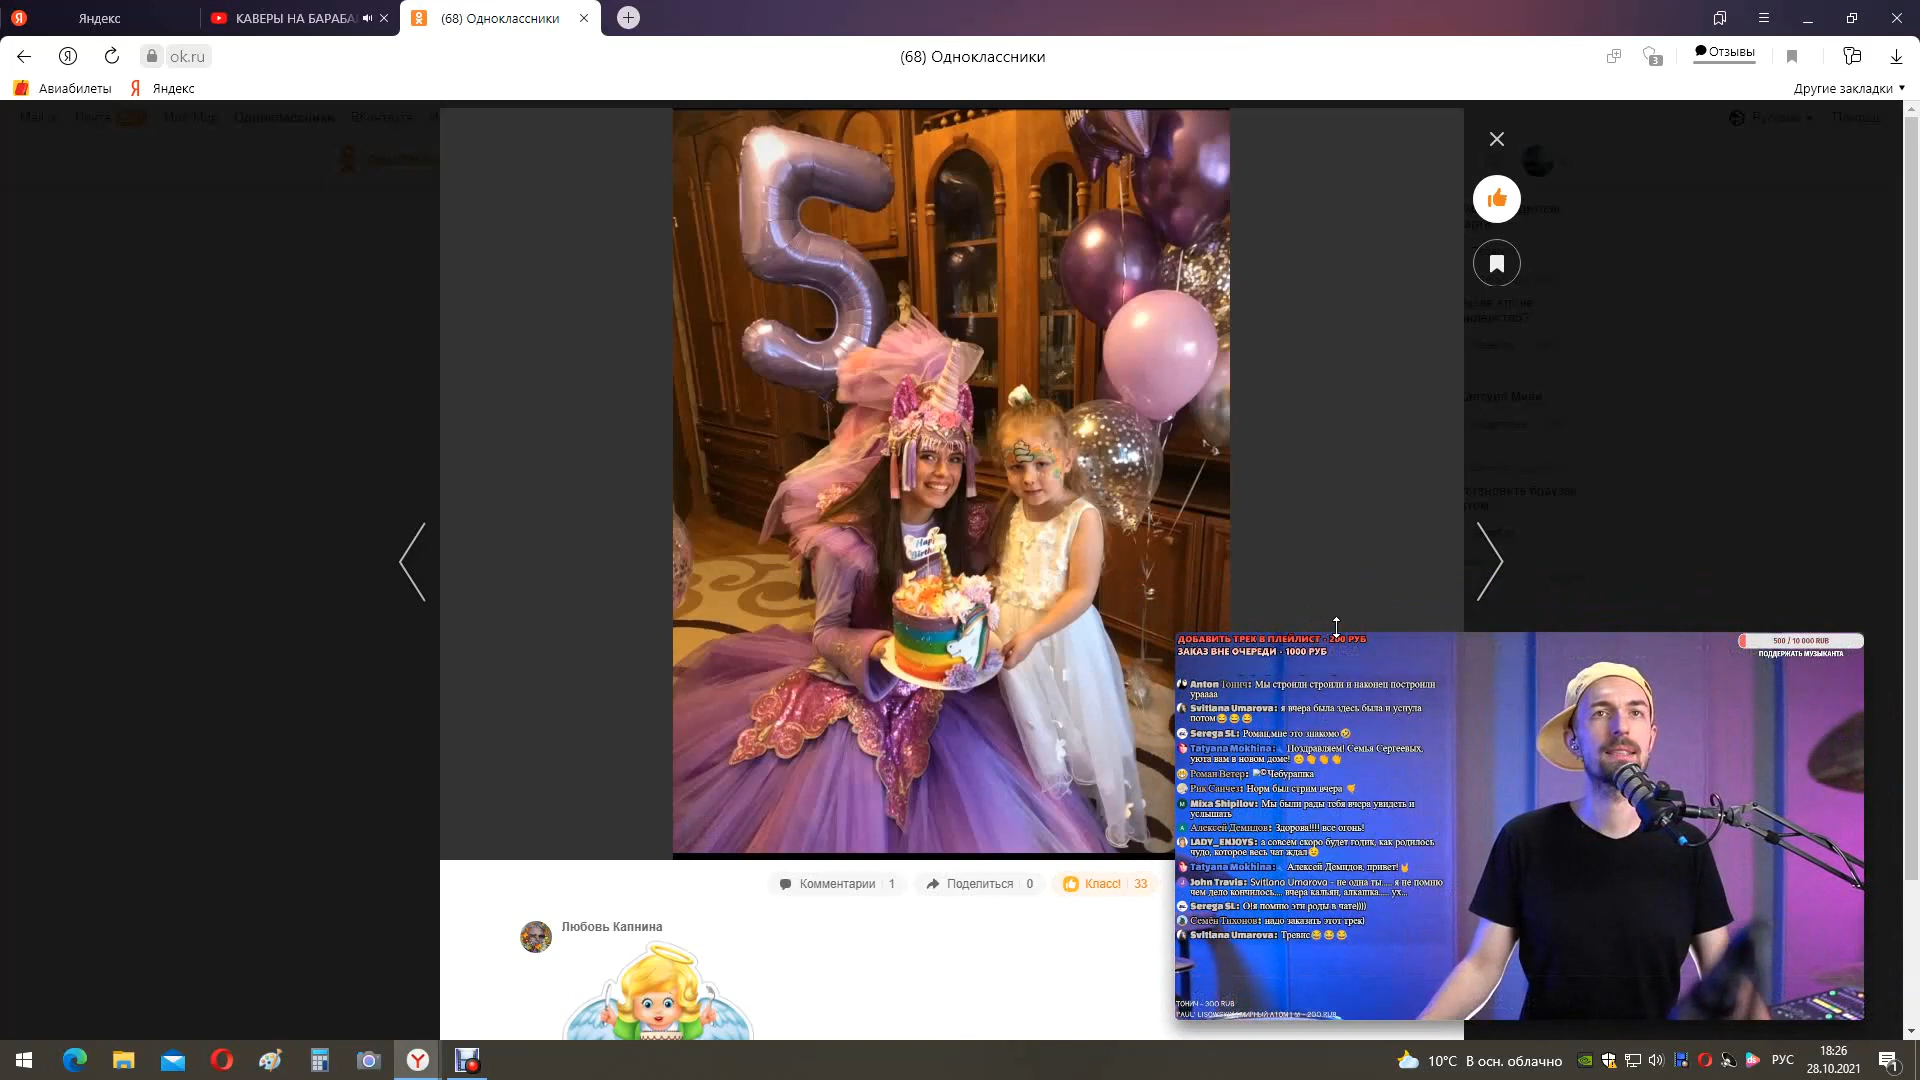 Яндекс
КАВЕРЫ НА БАРАБА
(68) Одноклассники
ok.ru
(68) Одноклассники
3
Отзывы
Авиабилеты
Яндекс
Другие закладки
Одноклассники
Помощь
5
Happy
Birthday
ДОБАВИТЬ ТРЕК В ПЛЕЙЛИСТ - 200 РУБ
ЗАКАЗ ВНЕ ОЧЕРЕДИ - 1000 РУБ
500 / 10 000 RUB
ПОДДЕРЖАТЬ МУЗЫКАНТА
Anton Тонич: Мы строили строили и наконец построили
ураааа
Svitlana Umarova: я вчера была здесь была и уснула
потом😂😂😂
Serega SL: Роман,мне это знакомо🤣
Tatyana Mokhina: Поздравляем! Семья Сергеевых,
уюта вам в новом доме! 😊👏👏👏
Роман Ветер: Чебурашка
Рик Санчез: Норм был стрим вчера
Mixa Shipilov: Мы были рады тебя вчера увидеть и
услышать
Алексей Демидов: Здорова!!!! все огонь!
LADY_ENJOYS: а совсем скоро будет годик, как родилось
чудо, которое весь чат ждал
Tatyana Mokhina: Алексей Демидов, привет!🤘
John Travis: Svitlana Umarova - не одна ты.... я не помню
чем дело кончилось.... вчера кальян, алкашка..... ух...
Serega SL: О!я помню эти роды в чате))))
Семён Тихонов: надо заказать этот трек)
Svitlana Umarova: Тревис😂😂😂
ТОНИЧ - 300 RUB
Комментарии 1
Поделиться 0
Класс! 33
Любовь Капнина
10°C В осн. облачно
РУС
18:26
28.10.2021
1